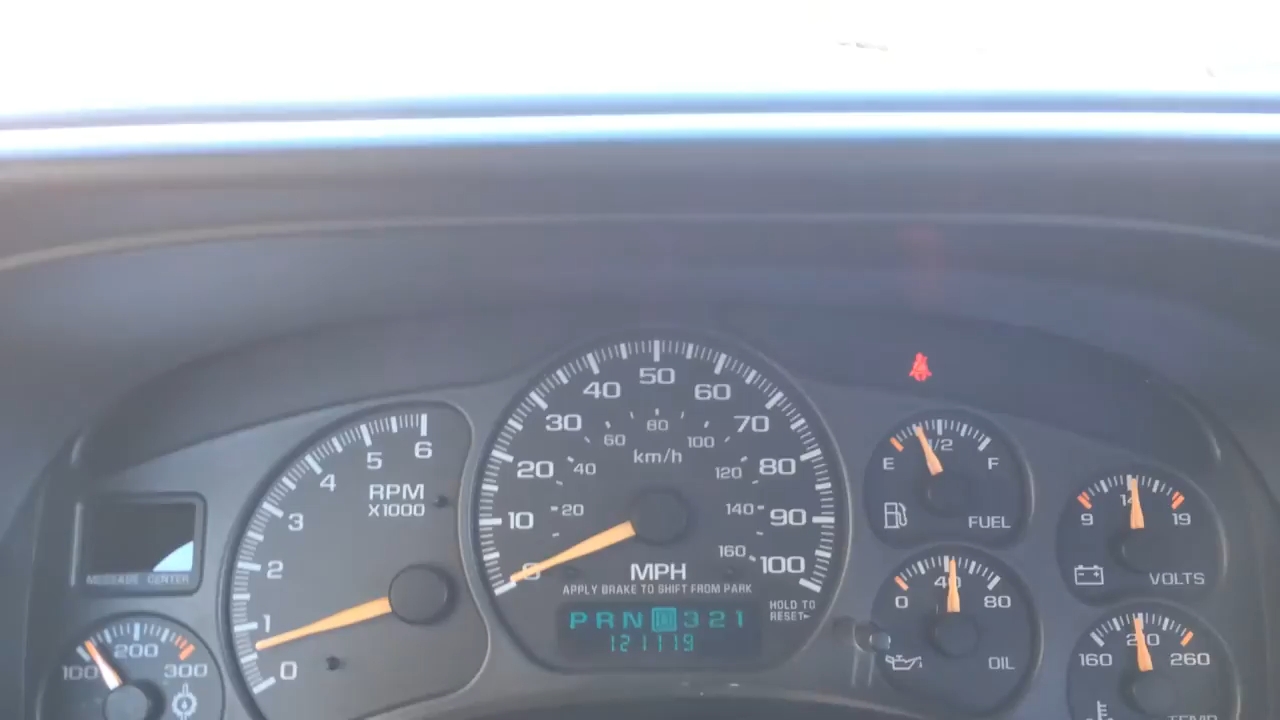 RPM
X1000
0
1
2
3
4
5
6
MESSAGE CENTER
100 200 300
0
10
20
30
40
50
60
70
80
90
100
20
40
60
80
100
120
140
160
km/h
MPH
APPLY BRAKE TO SHIFT FROM PARK
HOLD TO
RESET
P R N D 3 2 1
121119
E 1/2 F
FUEL
0 40 80
OIL
9 14 19
VOLTS
160 210 260
TEMP